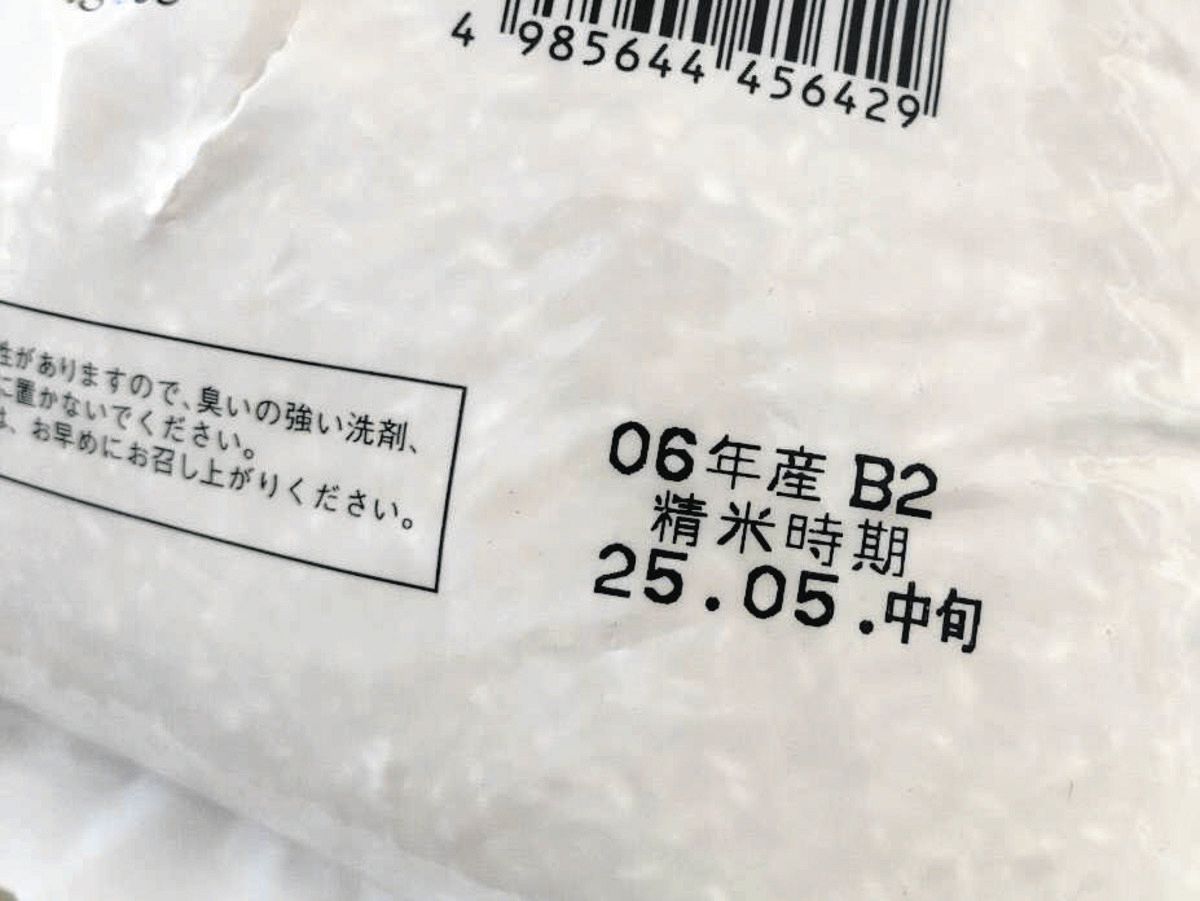 4 985644 456429
性がありますので、臭いの強い洗剤、
に置かないでください。
は、お早めにお召し上がりください。
06年産 B2
精米時期
25.05.中旬